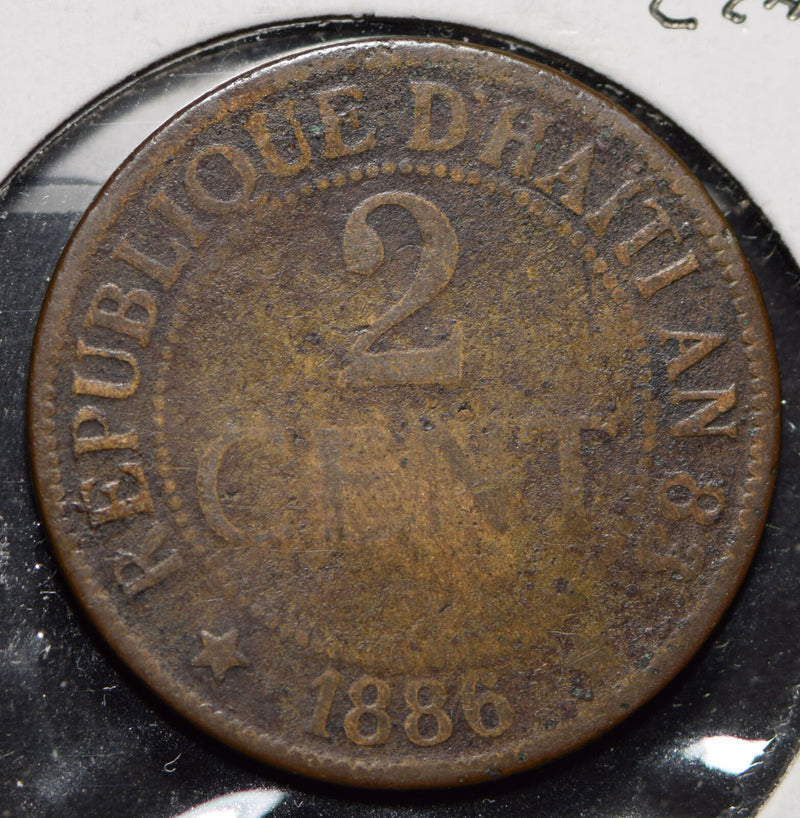 RÉPUBLIQUE D'HAITI AN 83
2
CENT
1886